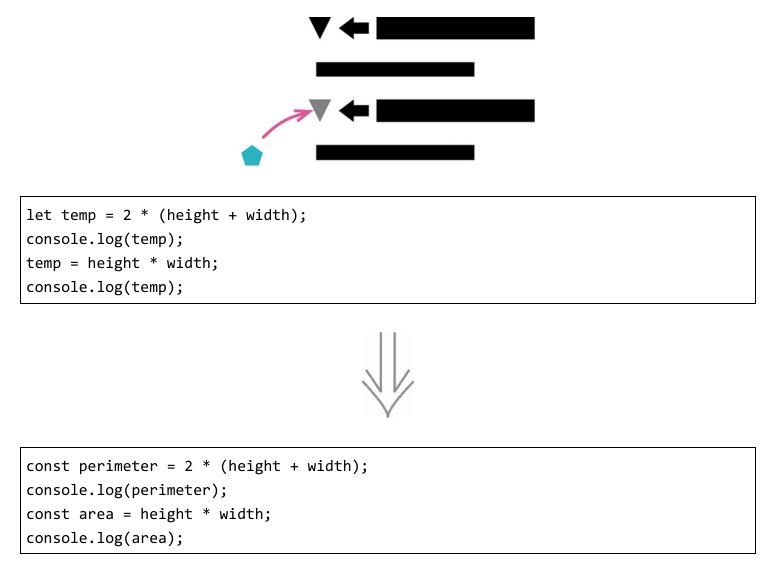 let temp = 2 * (height + width);
console.log(temp);
temp = height * width;
console.log(temp);
const perimeter = 2 * (height + width);
console.log(perimeter);
const area = height * width;
console.log(area);